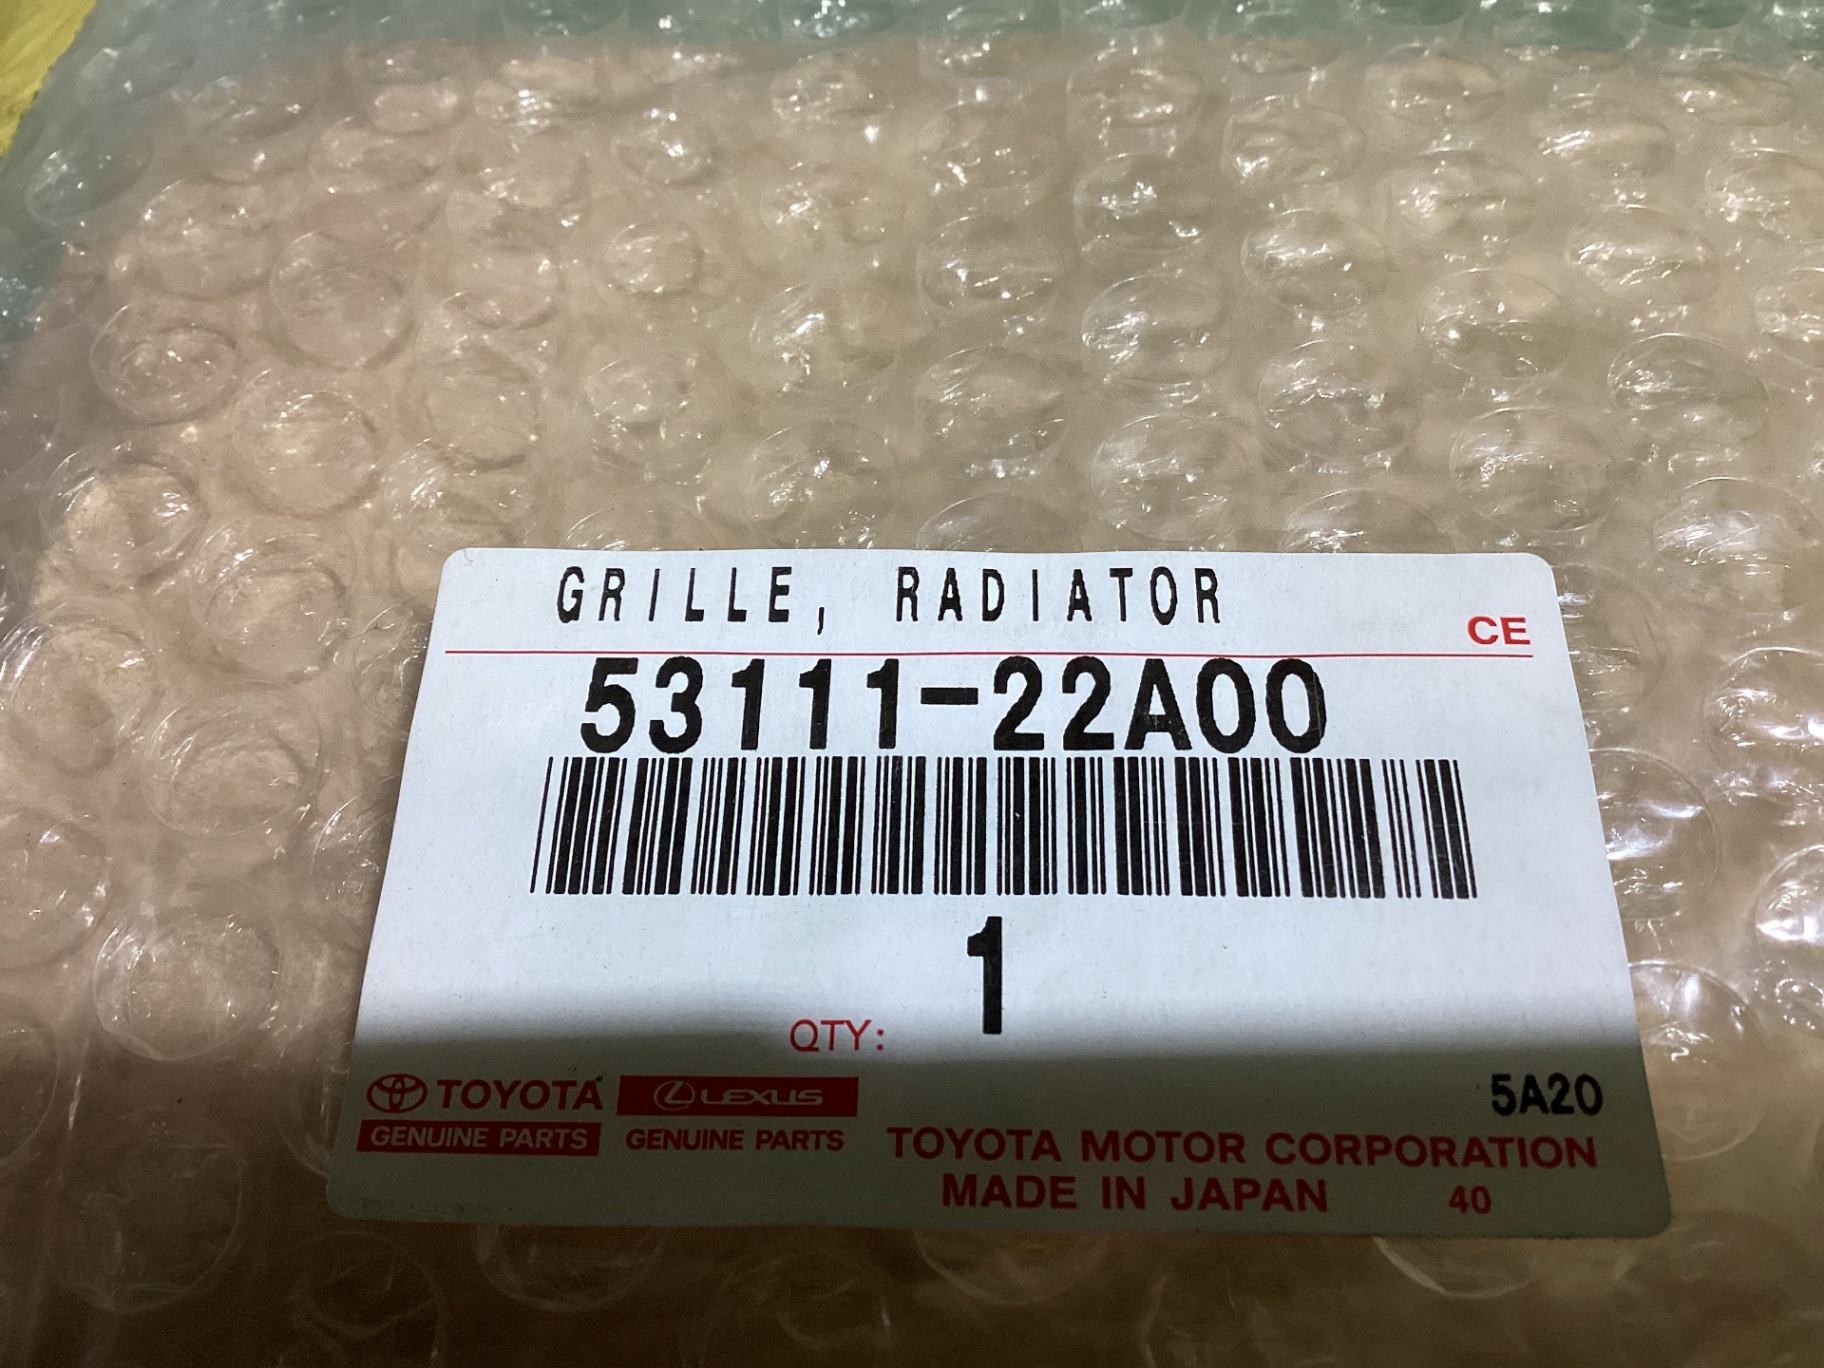 GRILLE, RADIATOR
CE
53111-22A00
1
QTY:
5A20
TOYOTA LEXUS
GENUINE PARTS GENUINE PARTS
TOYOTA MOTOR CORPORATION
MADE IN JAPAN 40